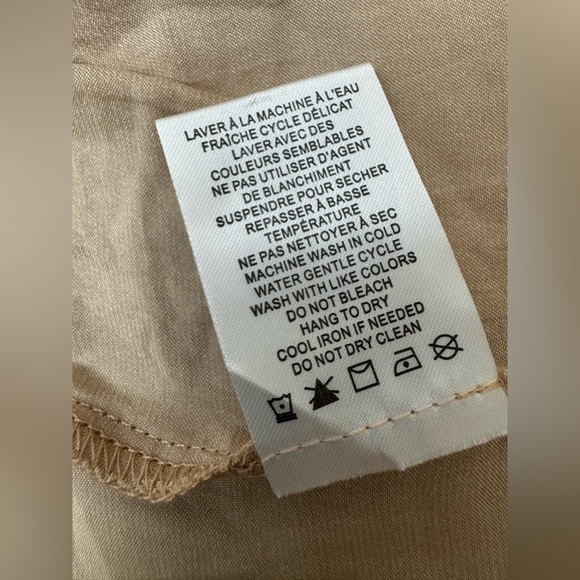 LAVER À LA MACHINE À L'EAU
FRAÎCHE CYCLE DÉLICAT
LAVER AVEC DES
COULEURS SEMBLABLES
NE PAS UTILISER D'AGENT
DE BLANCHIMENT
SUSPENDRE POUR SECHER
REPASSER À BASSE
TEMPÉRATURE
NE PAS NETTOYER À SEC
MACHINE WASH IN COLD
WATER GENTLE CYCLE
WASH WITH LIKE COLORS
DO NOT BLEACH
HANG TO DRY
COOL IRON IF NEEDED
DO NOT DRY CLEAN